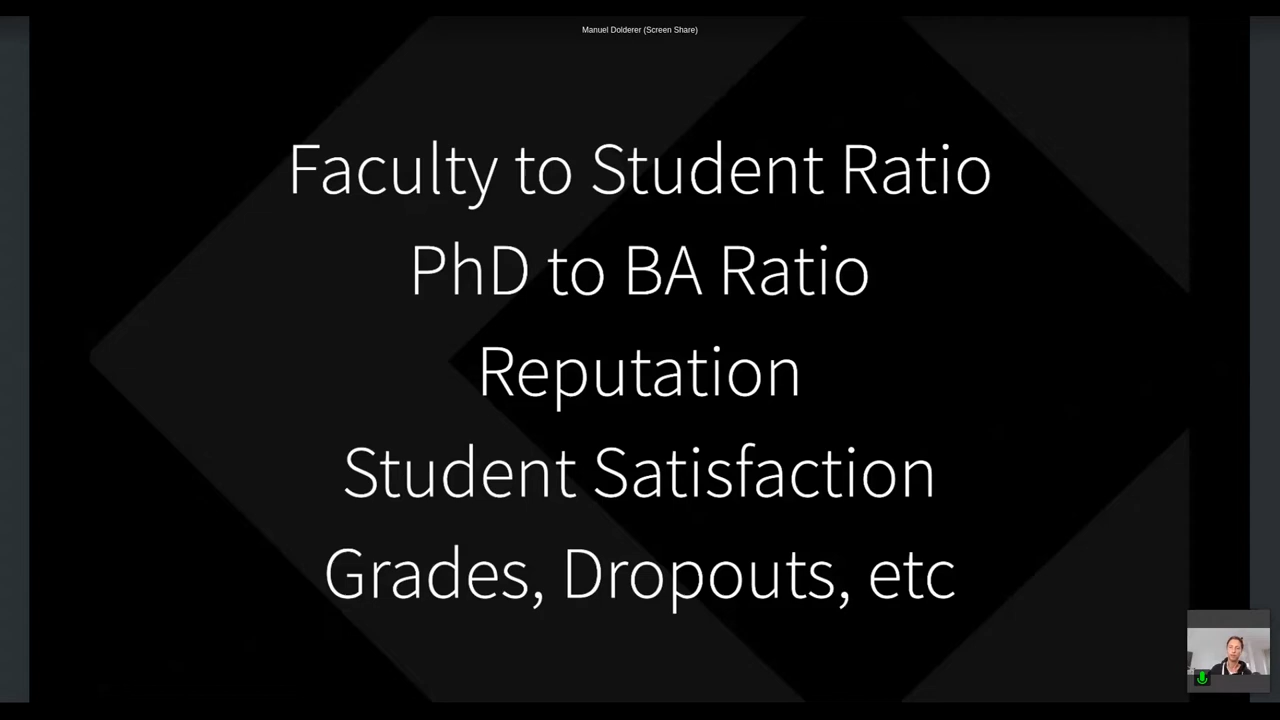 Manuel Dolderer (Screen Share)
Faculty to Student Ratio
PhD to BA Ratio
Reputation
Student Satisfaction
Grades, Dropouts, etc